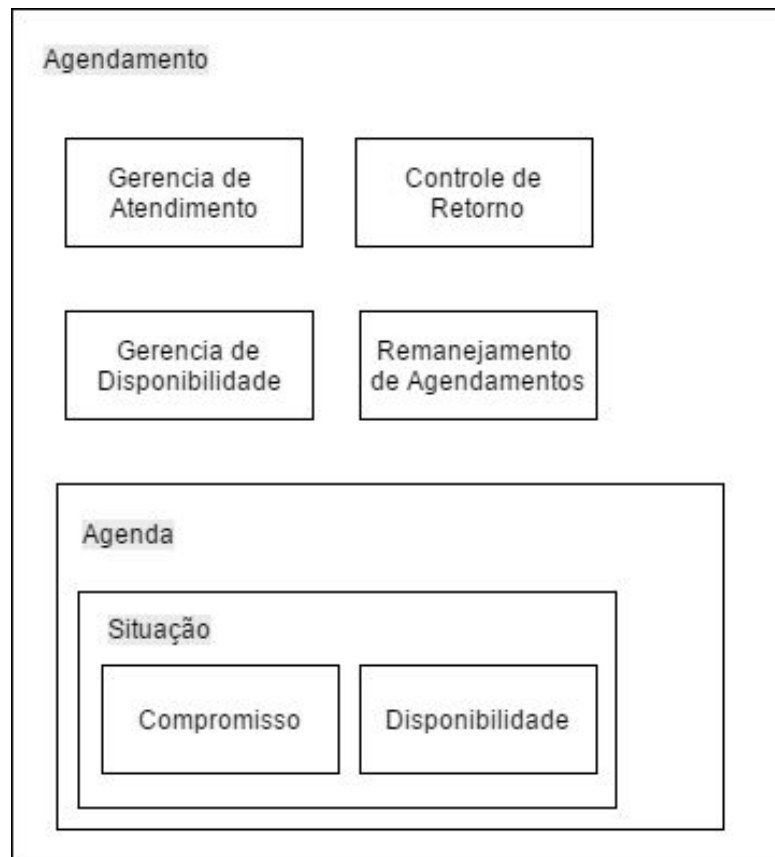 Agendamento
Gerencia de
Atendimento
Controle de
Retorno
Gerencia de
Disponibilidade
Remanejamento
de Agendamentos
Agenda
Situação
Compromisso
Disponibilidade